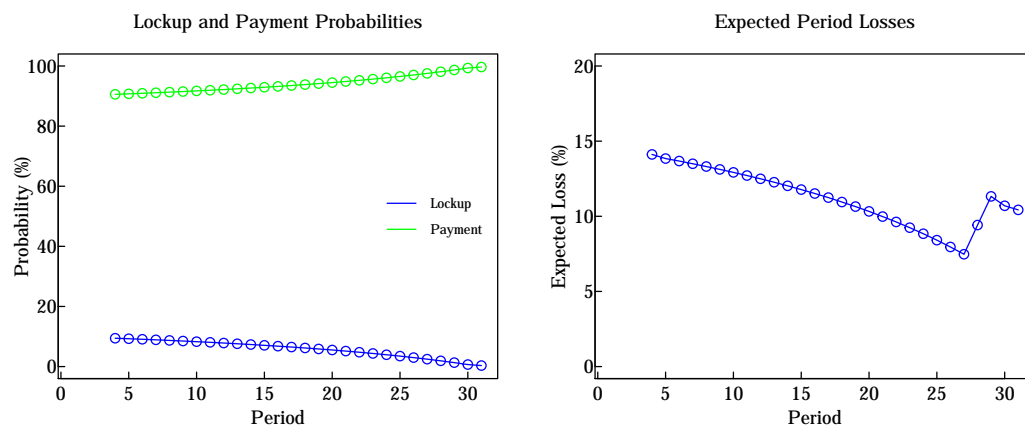 Lockup and Payment Probabilities
100
80
60
40
20
0
Probability (%)
Lockup
Payment
0 5 10 15 20 25 30
Period
Expected Period Losses
20
15
10
5
0
Expected Loss (%)
0 5 10 15 20 25 30
Period